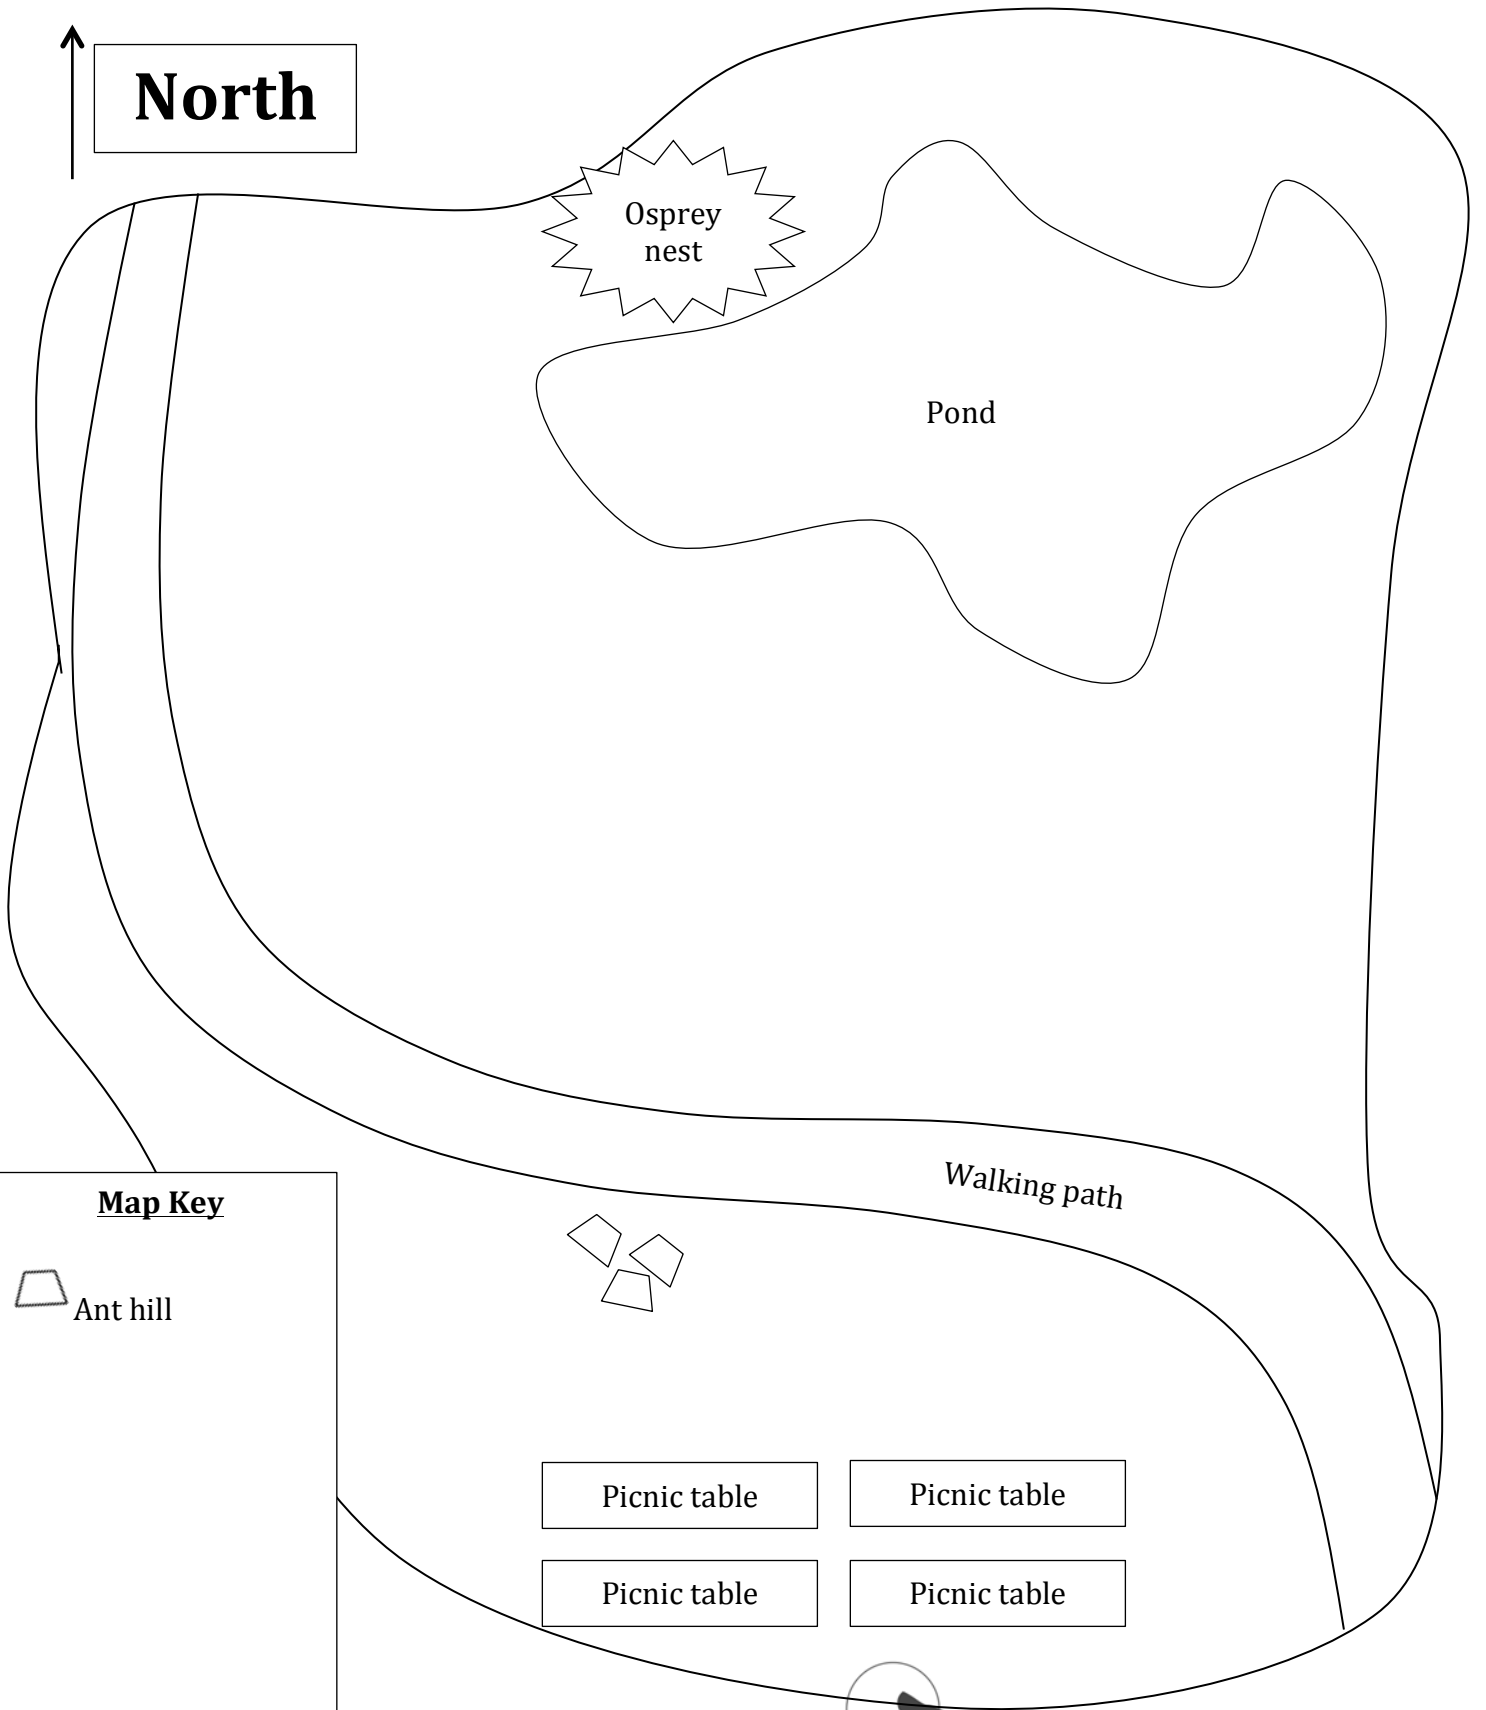 North
Osprey
nest
Pond
Walking path
Map Key
Ant hill
Picnic table
Picnic table
Picnic table
Picnic table